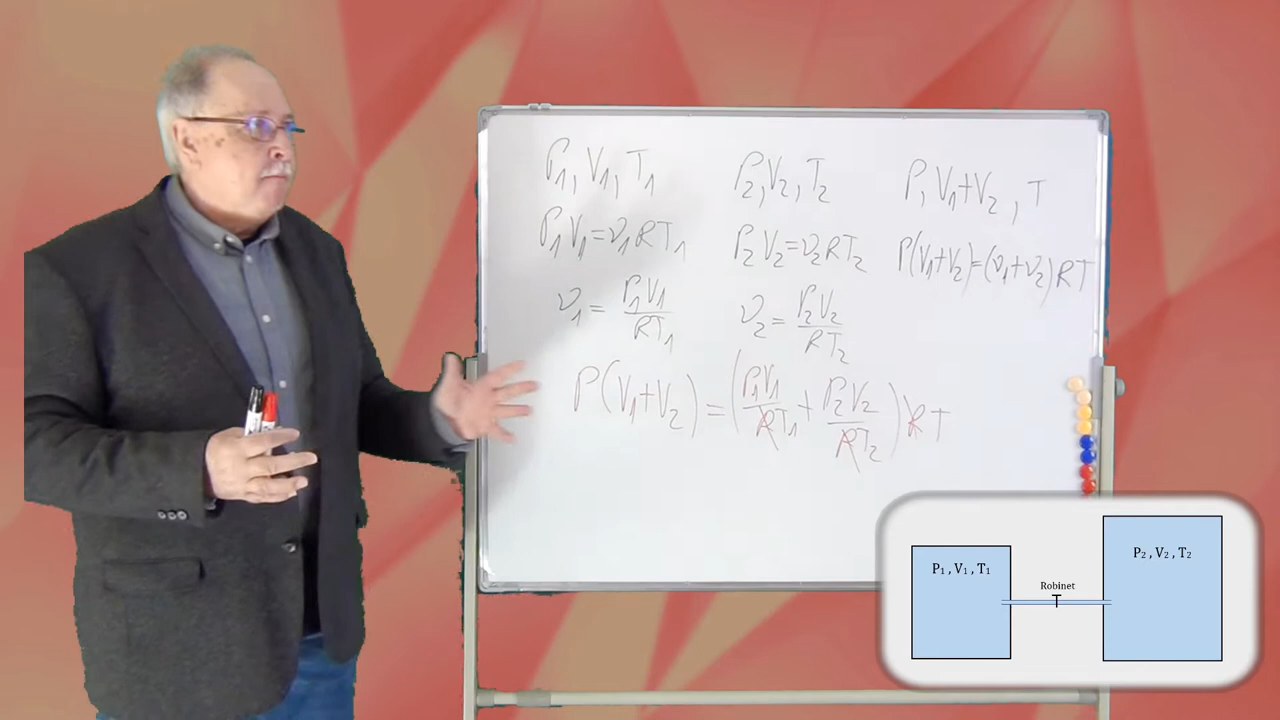 P₁, V₁, T₁
P₂, V₂, T₂
P, V₁+V₂, T
P₁V₁=ν₁RT₁
P₂V₂=ν₂RT₂
P(V₁+V₂)=(ν₁+ν₂)RT
ν₁=P₁V₁/RT₁
ν₂=P₂V₂/RT₂
P(V₁+V₂)=(P₁V₁/RT₁+P₂V₂/RT₂)RT
P₁,V₁,T₁
Robinet
P₂,V₂,T₂